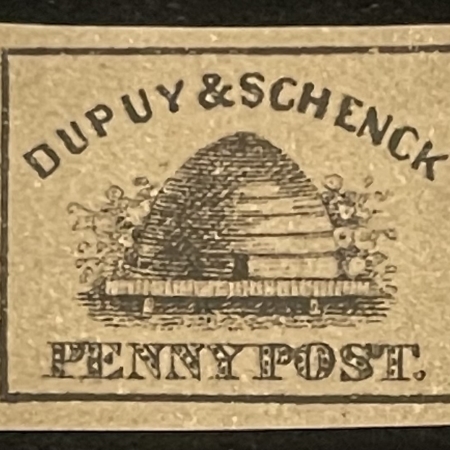 DUPUY & SCHENCK
PENNY POST.